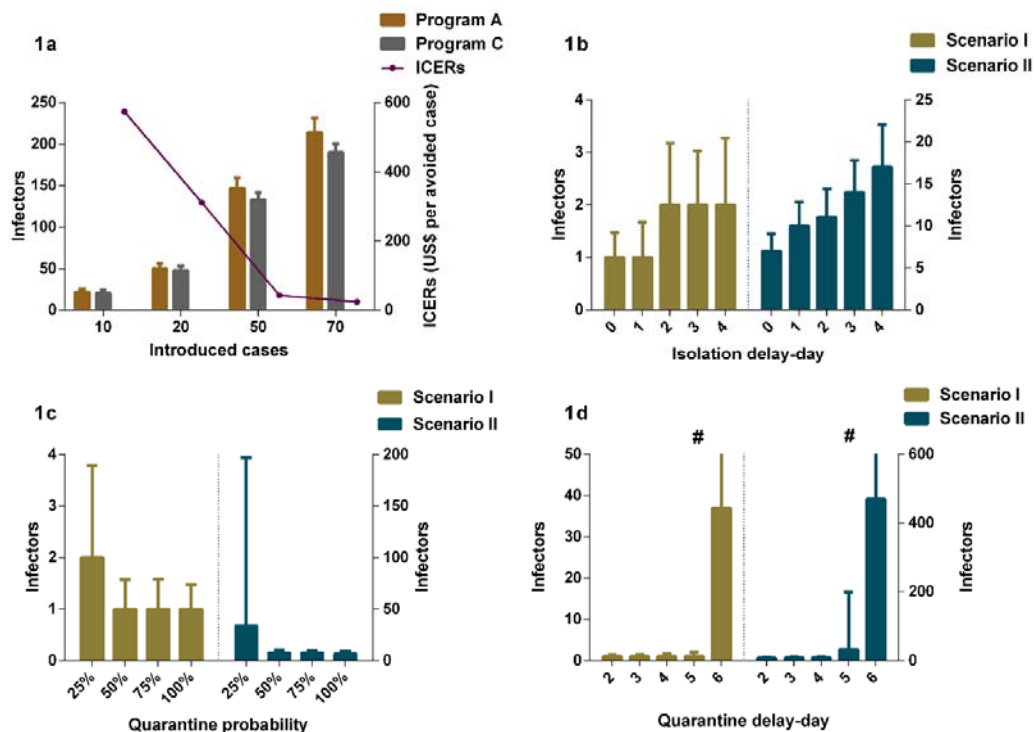 1a
Program A
Program C
ICERs
Infectors
250
200
150
100
50
0
600
400
200
0
ICERs (US$ per avoided case)
10 20 50 70
Introduced cases
1b
Scenario I
Scenario II
Infectors
4
3
2
1
0
25
20
15
10
5
0
Infectors
0 1 2 3 4 0 1 2 3 4
Isolation delay-day
1c
Scenario I
Scenario II
Infectors
4
3
2
1
0
200
150
100
50
0
Infectors
25% 50% 75% 100% 25% 50% 75% 100%
Quarantine probability
1d
Scenario I
Scenario II
# #
Infectors
50
40
30
20
10
0
600
400
200
0
Infectors
2 3 4 5 6 2 3 4 5 6
Quarantine delay-day